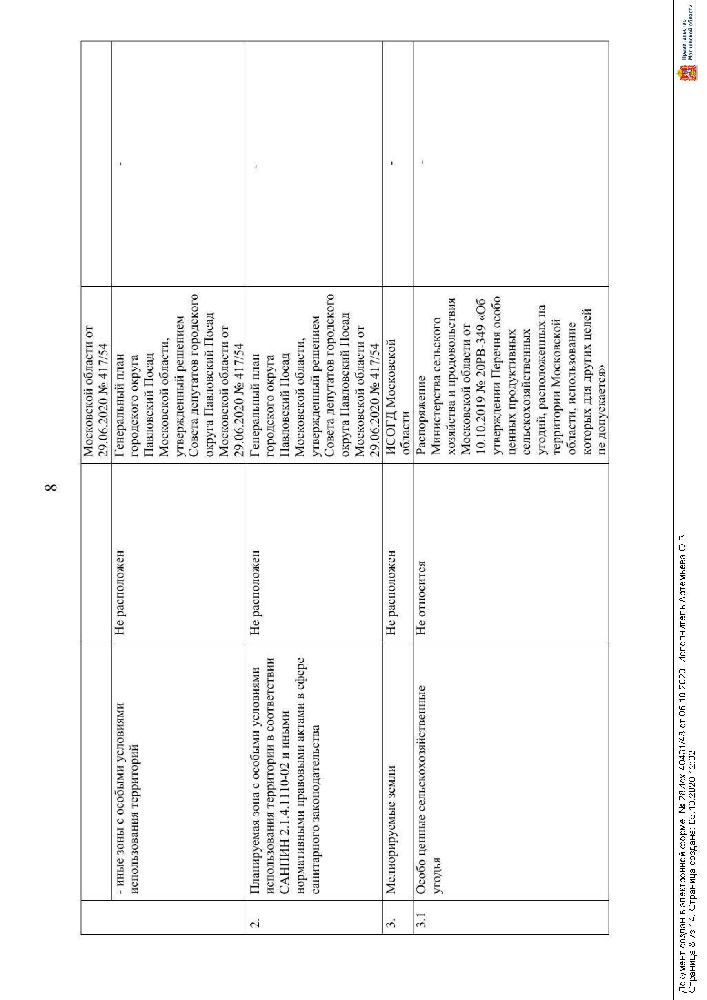 8
Московской области от
29.06.2020 № 417/54
- иные зоны с особыми условиями
использования территорий
Не расположен
Генеральный план
городского округа
Павловский Посад
Московской области,
утвержденный решением
Совета депутатов городского
округа Павловский Посад
Московской области от
29.06.2020 № 417/54
-
2.
Планируемая зона с особыми условиями
использования территории в соответствии
САНПИН 2.1.4.1110-02 и иными
нормативными правовыми актами в сфере
санитарного законодательства
Не расположен
Генеральный план
городского округа
Павловский Посад
Московской области,
утвержденный решением
Совета депутатов городского
округа Павловский Посад
Московской области от
29.06.2020 № 417/54
-
3.
Мелиорируемые земли
Не расположен
ИСОГД Московской
области
-
3.1
Особо ценные сельскохозяйственные
угодья
Не относится
Распоряжение
Министерства сельского
хозяйства и продовольствия
Московской области от
10.10.2019 № 20РВ-349 «Об
утверждении Перечня особо
ценных продуктивных
сельскохозяйственных
угодий, расположенных на
территории Московской
области, использование
которых для других целей
не допускается»
-
Документ создан в электронной форме. № 28Исх-40431/48 от 06.10.2020. Исполнитель:Артемьева О.В.
Страница 8 из 14. Страница создана: 05.10.2020 12:02
Правительство
Московской области